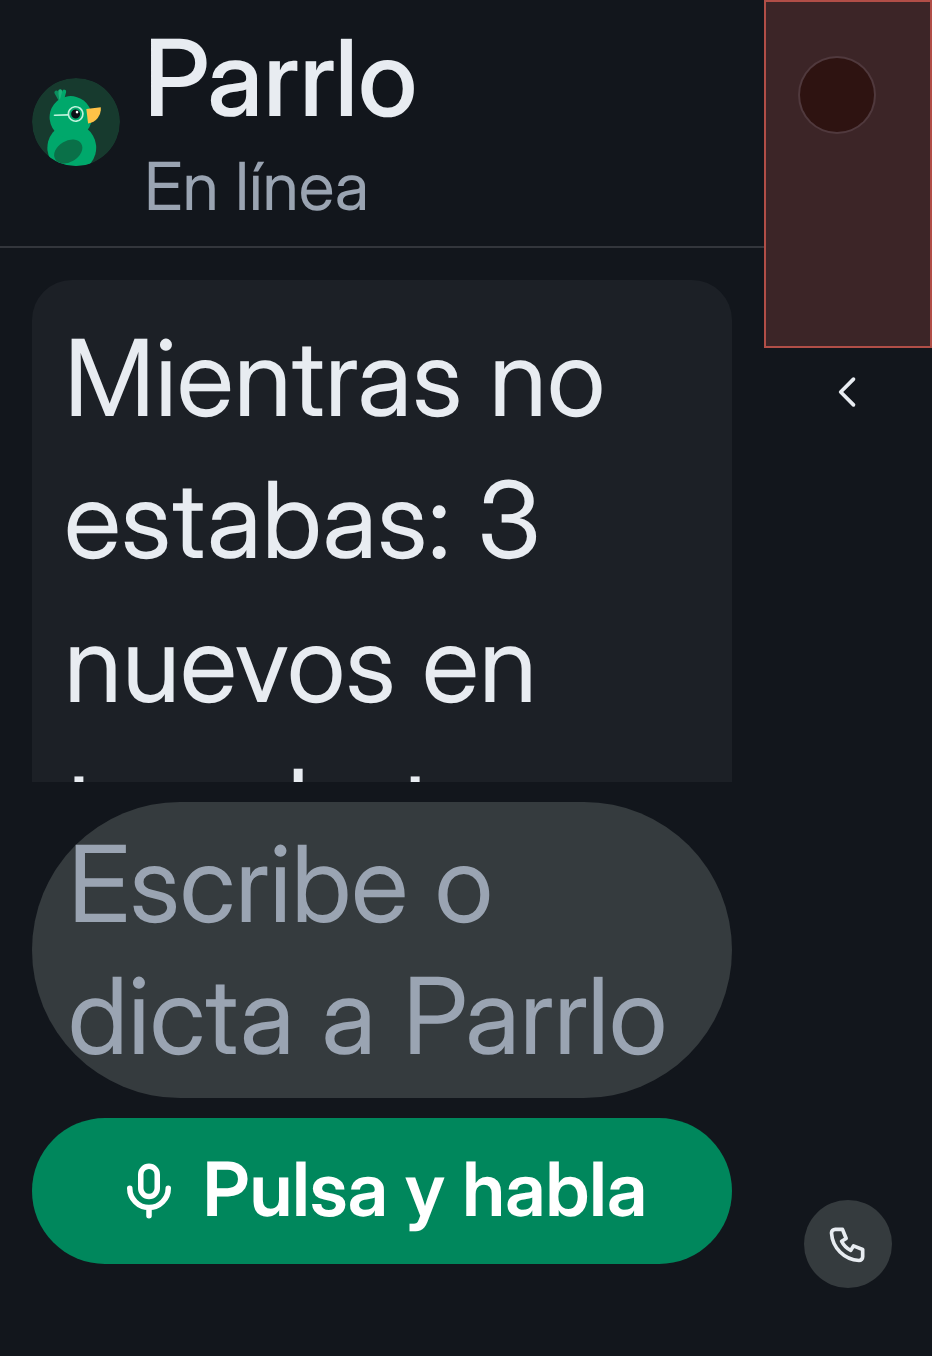 Parrlo
En línea
Mientras no
estabas: 3
nuevos en
Escribe o
dicta a Parrlo
Pulsa y habla